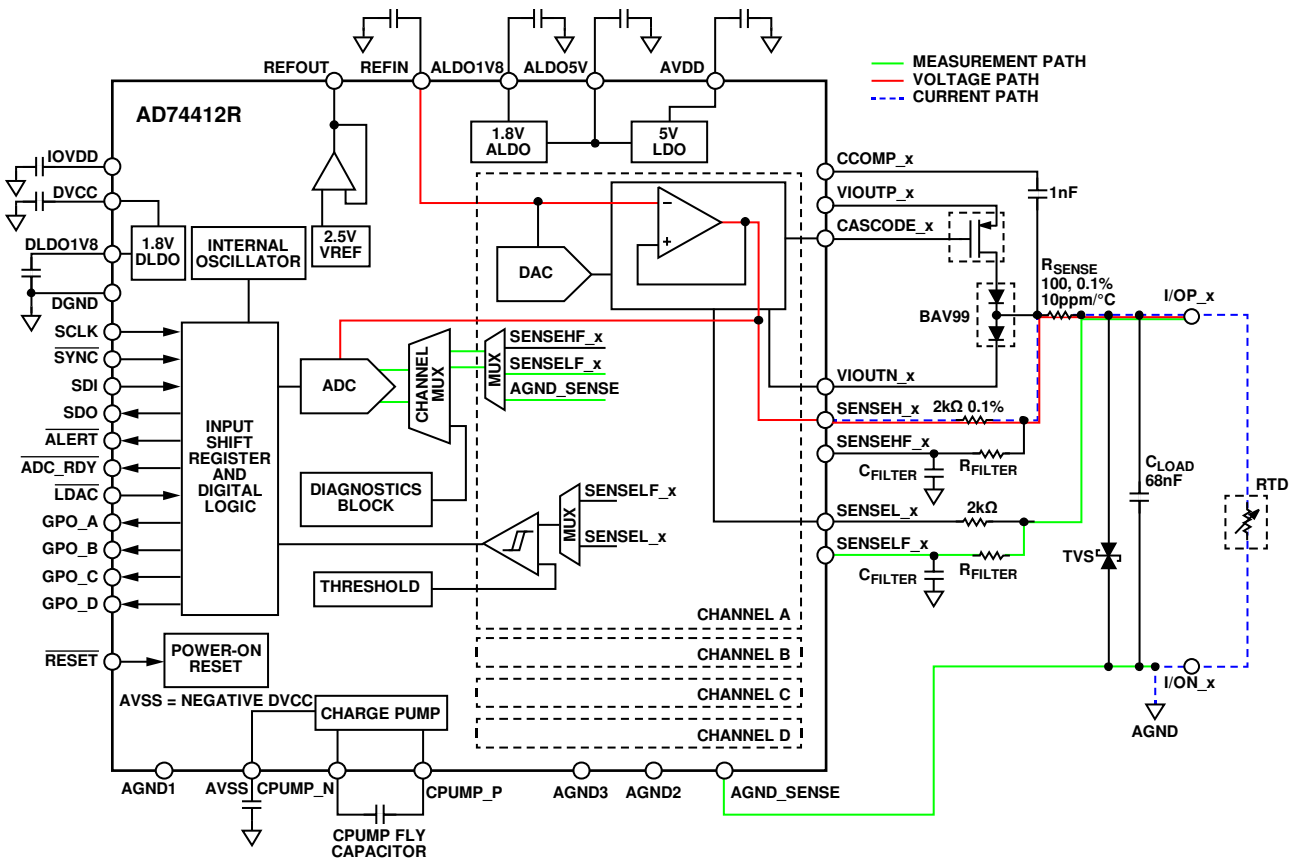 REFOUT
REFIN
ALDO1V8
ALDO5V
AVDD
MEASUREMENT PATH
VOLTAGE PATH
CURRENT PATH
AD74412R
1.8V
ALDO
5V
LDO
IOVDD
DVCC
DLDO1V8
DGND
1.8V
DLDO
INTERNAL
OSCILLATOR
2.5V
VREF
DAC
−
+
CCOMP_x
VIOUTP_x
CASCODE_x
1nF
RSENSE
100, 0.1%
10ppm/°C
I/OP_x
BAV99
SCLK
SYNC
SDI
SDO
ALERT
ADC_RDY
LDAC
GPO_A
GPO_B
GPO_C
GPO_D
RESET
INPUT
SHIFT
REGISTER
AND
DIGITAL
LOGIC
ADC
CHANNEL
MUX
MUX
SENSEHF_x
SENSELF_x
AGND_SENSE
VIOUTN_x
SENSEH_x
2kΩ 0.1%
SENSEHF_x
CFILTER
RFILTER
SENSEL_x
2kΩ
SENSELF_x
CFILTER
RFILTER
CLOAD
68nF
RTD
TVS
DIAGNOSTICS
BLOCK
MUX
SENSELF_x
SENSEL_x
THRESHOLD
CHANNEL A
CHANNEL B
CHANNEL C
CHANNEL D
POWER-ON
RESET
AVSS = NEGATIVE DVCC
CHARGE PUMP
I/ON_x
AGND
AGND1
AVSS
CPUMP_N
CPUMP_P
AGND3
AGND2
AGND_SENSE
CPUMP FLY
CAPACITOR